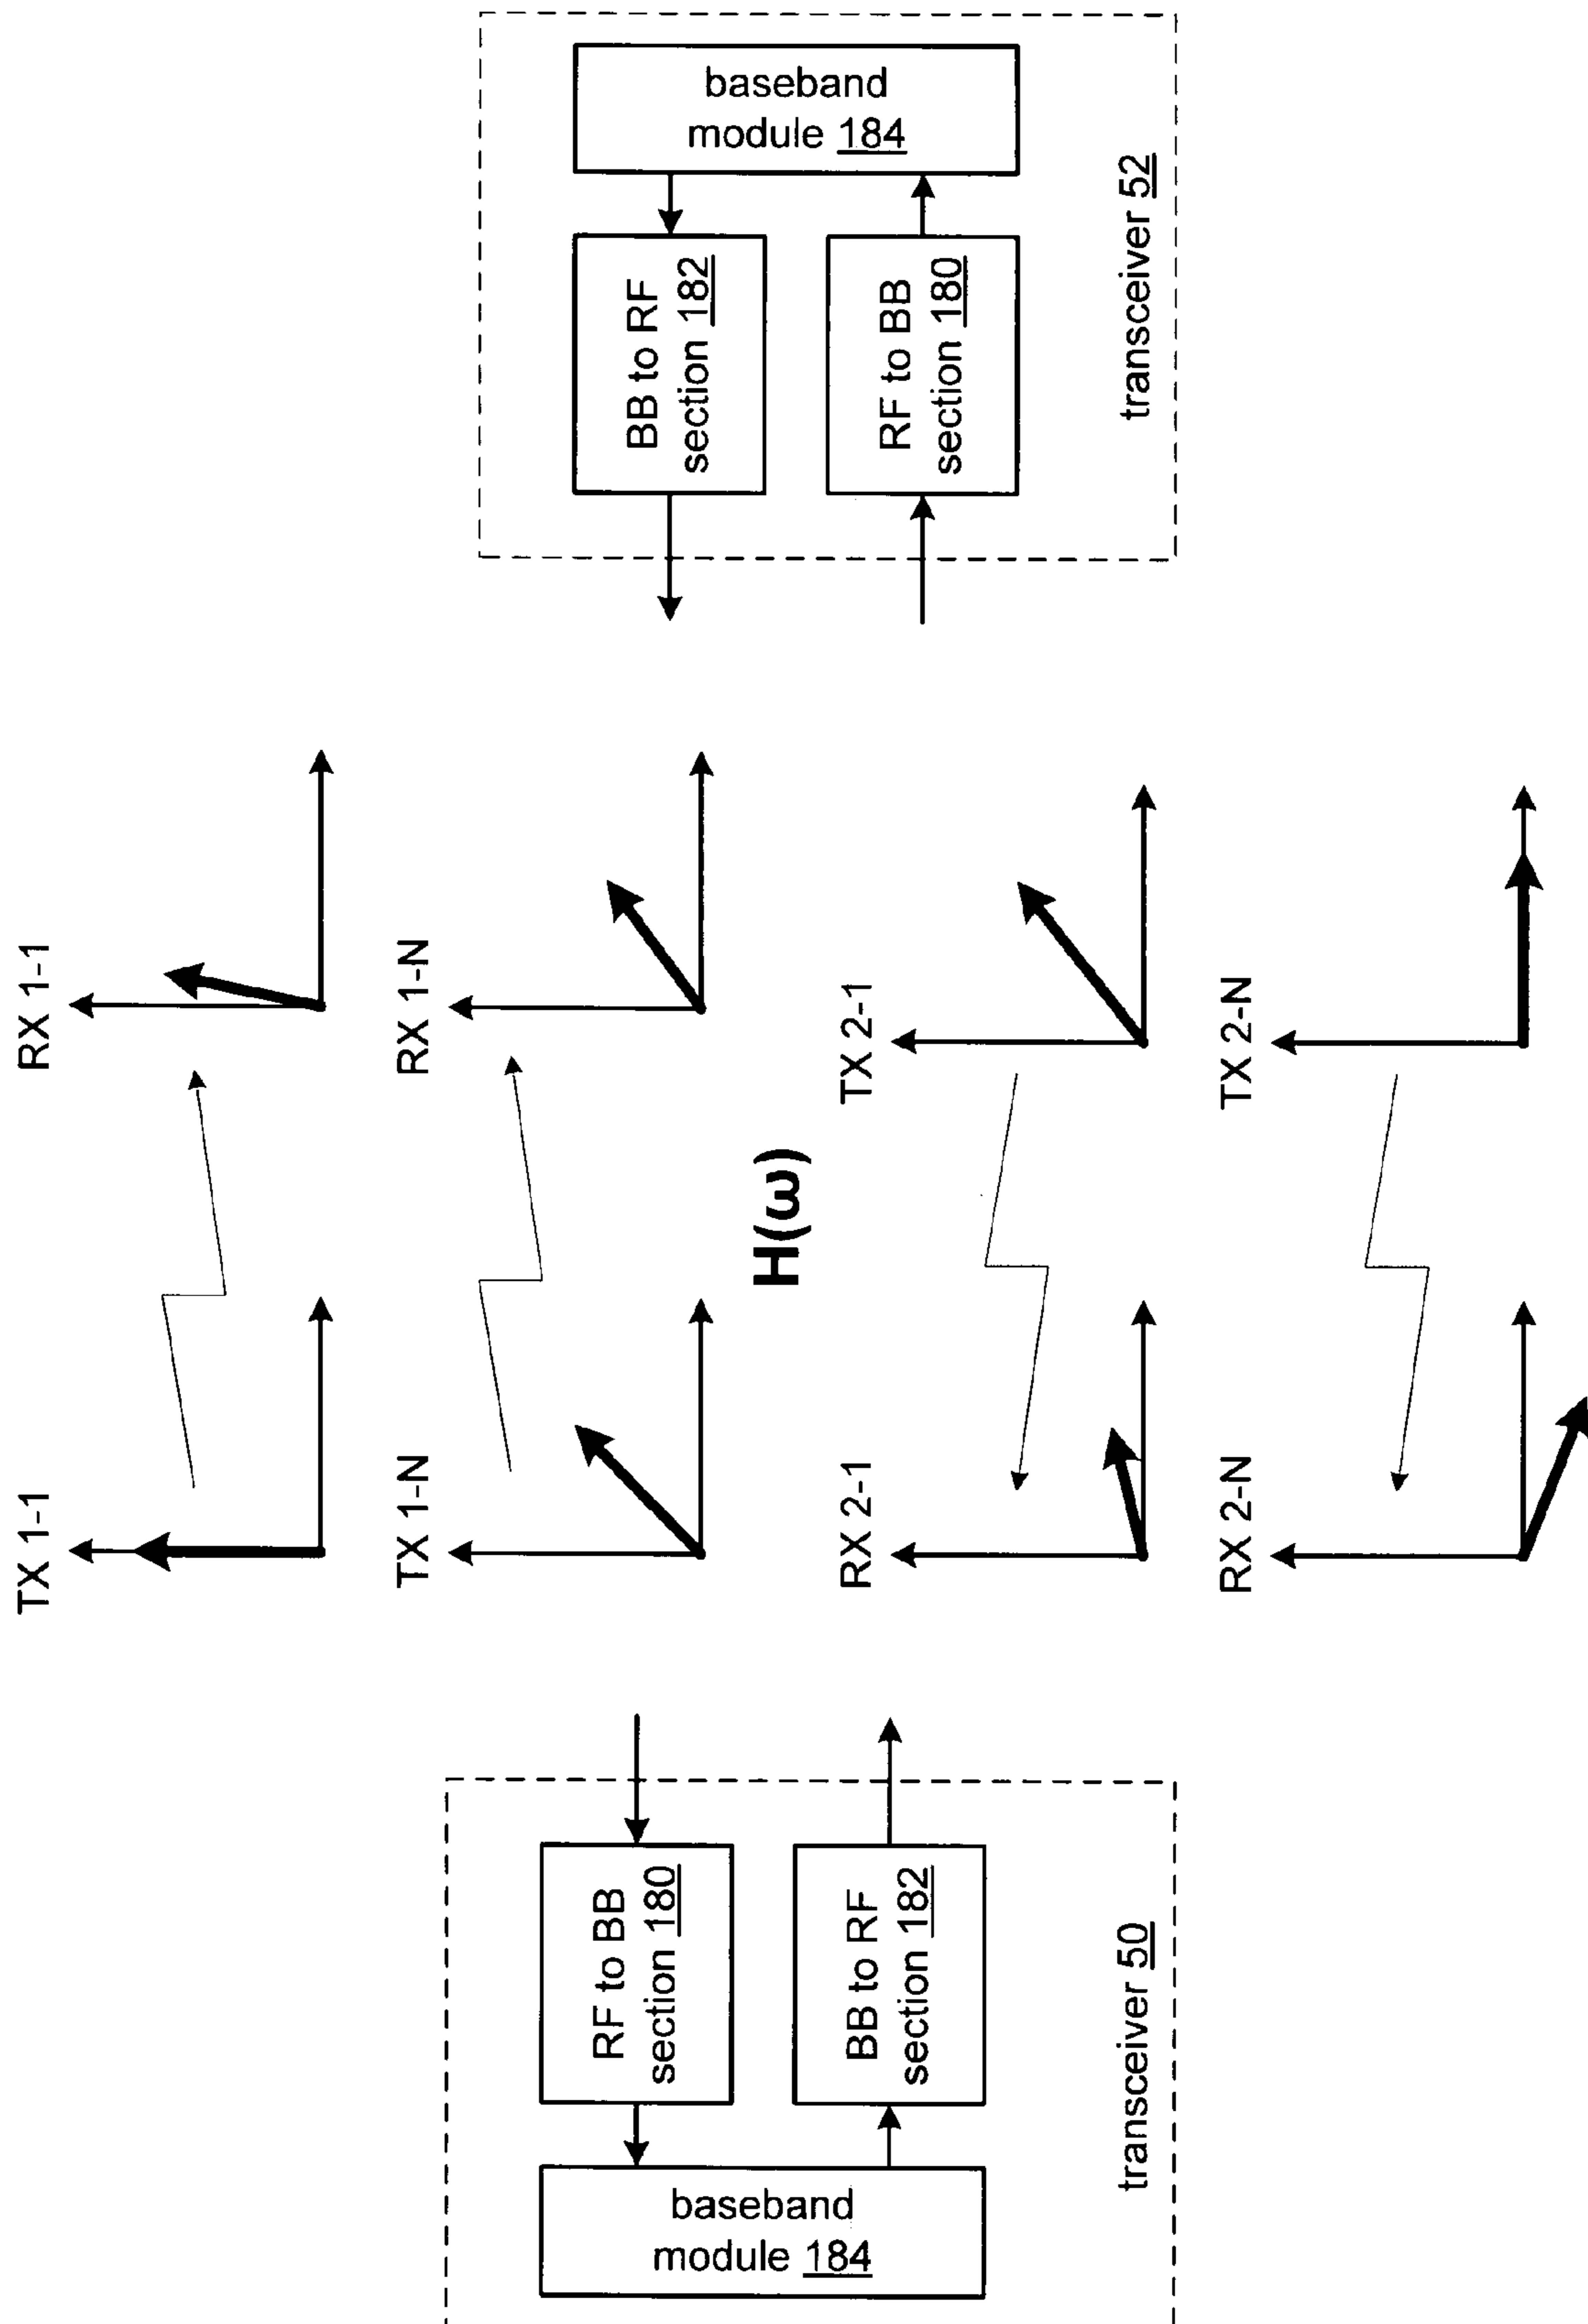 TX 1-1
RX 1-1
TX 1-N
RX 1-N
H(ω)
RX 2-1
TX 2-1
RX 2-N
TX 2-N
RF to BB
section 180
BB to RF
section 182
baseband
module 184
transceiver 50
BB to RF
section 182
RF to BB
section 180
baseband
module 184
transceiver 52